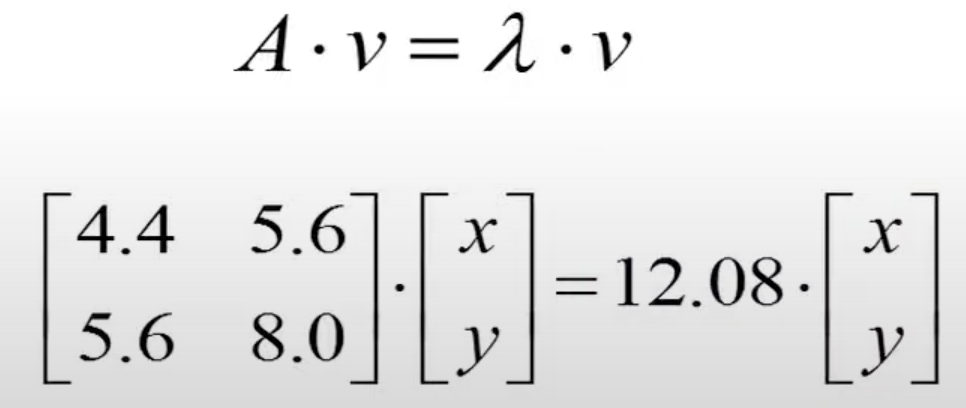 A · v = λ · v
[4.4 5.6] · [x] = 12.08 · [x]
[5.6 8.0] [y] [y]